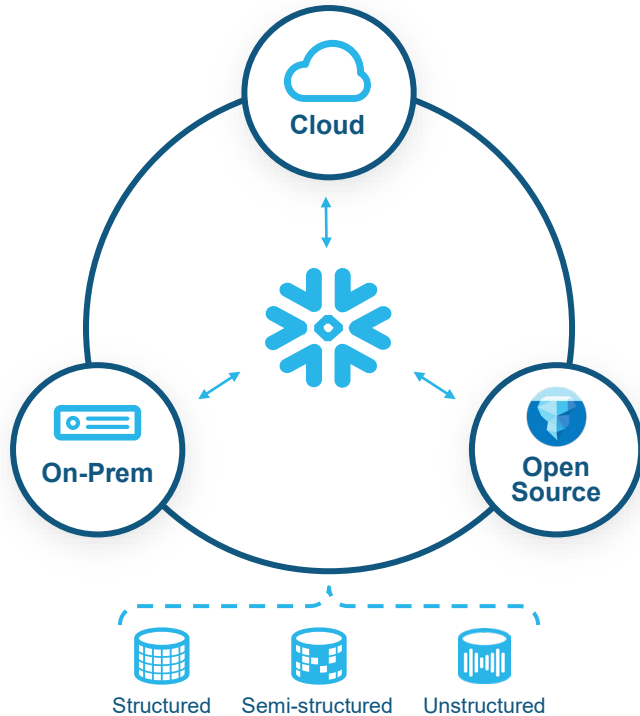 Cloud
On-Prem
Open
Source
Structured
Semi-structured
Unstructured